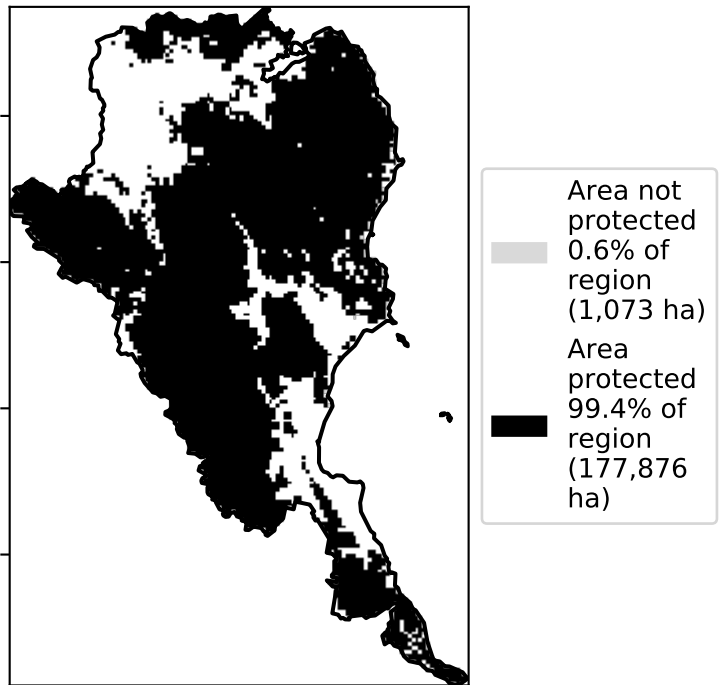 Area not
protected
0.6% of
region
(1,073 ha)
Area
protected
99.4% of
region
(177,876
ha)